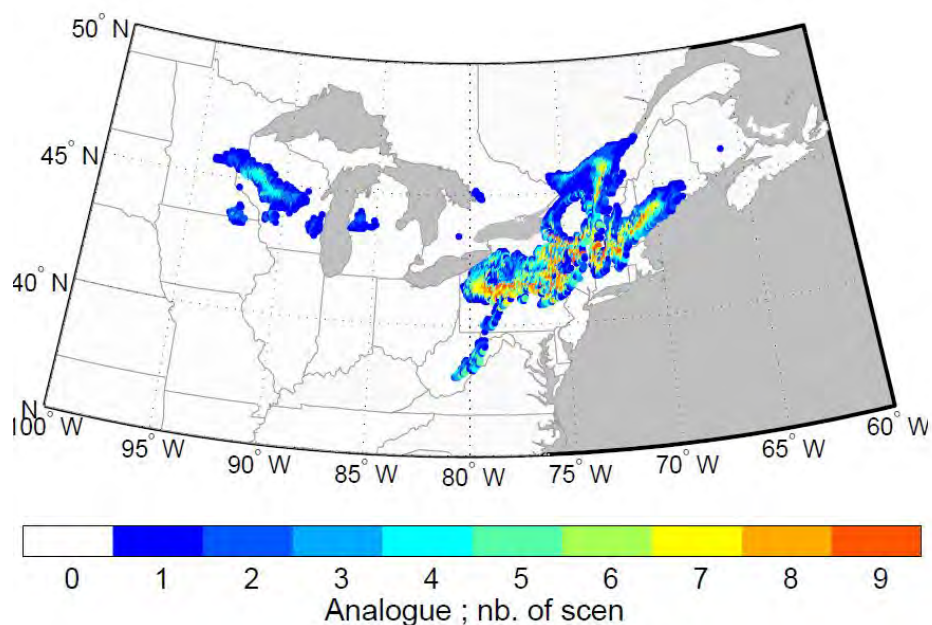 50° N
45° N
40° N
N
100° W
95° W
90° W
85° W
80° W
75° W
70° W
65° W
60° W
0 1 2 3 4 5 6 7 8 9
Analogue ; nb. of scen